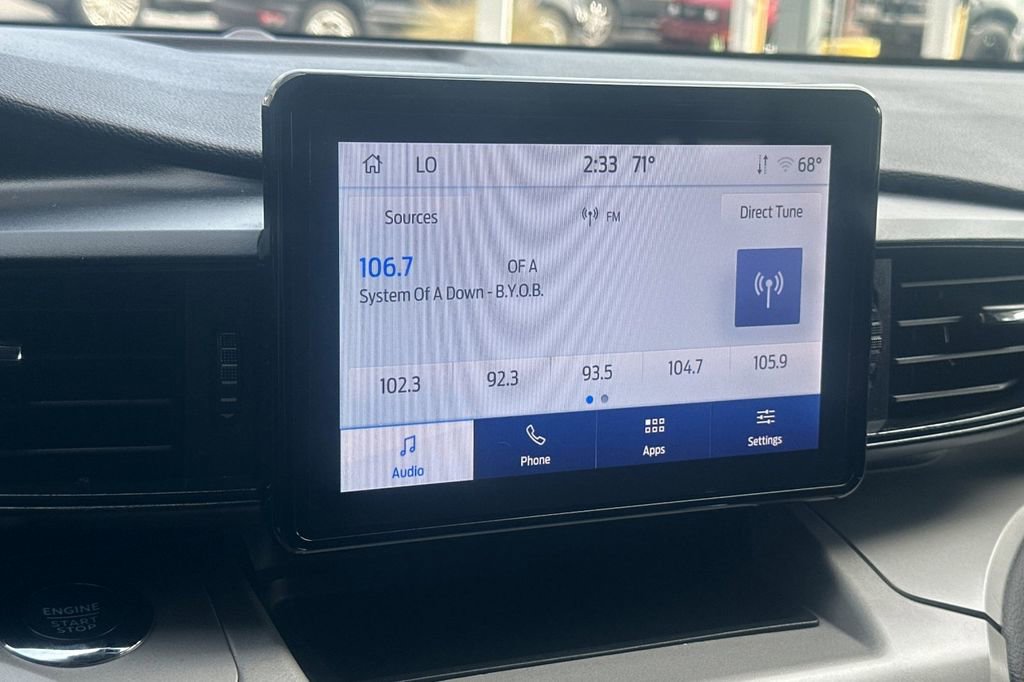 LO 2:33 71° 68°
Sources FM Direct Tune
106.7 OF A
System Of A Down - B.Y.O.B.
102.3 92.3 93.5 104.7 105.9
Audio Phone Apps Settings
ENGINE
START
STOP